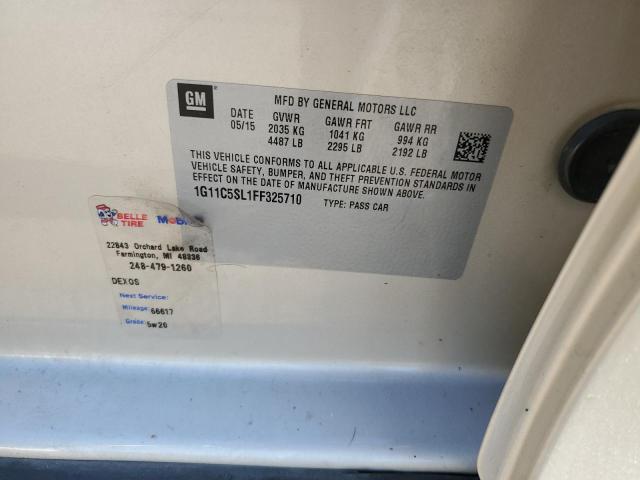 GM
MFD BY GENERAL MOTORS LLC
DATE GVWR GAWR FRT GAWR RR
05/15 2035 KG 1041 KG 994 KG
4487 LB 2295 LB 2192 LB
THIS VEHICLE CONFORMS TO ALL APPLICABLE U.S. FEDERAL MOTOR
VEHICLE SAFETY, BUMPER, AND THEFT PREVENTION STANDARDS IN
EFFECT ON THE DATE OF MANUFACTURE SHOWN ABOVE.
1G11C5SL1FF325710 TYPE: PASS CAR
BELLE TIRE Mobil
22843 Orchard Lake Road
Farmington, MI 48336
248-479-1260
DEXOS
Next Service:
Mileage: 66617
Grade: 5w20